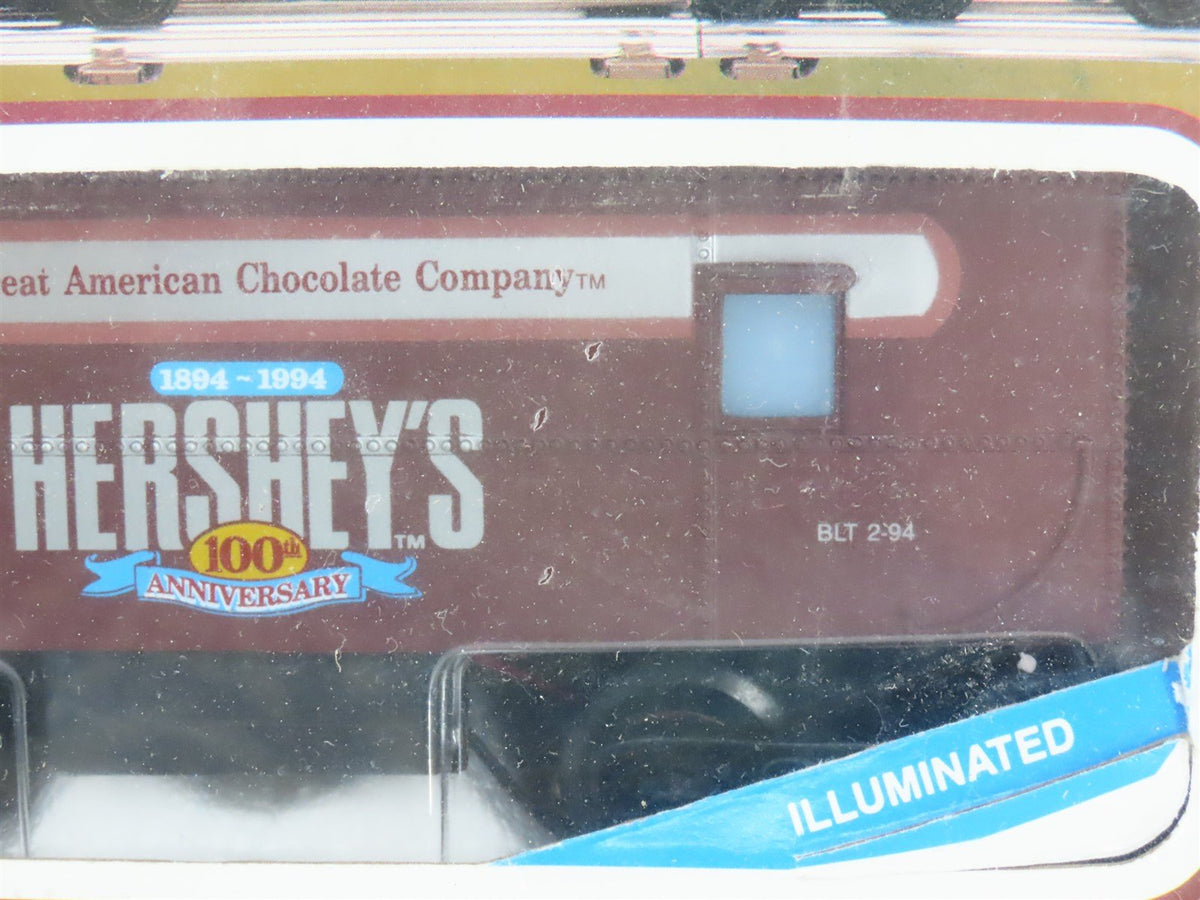 eat American Chocolate Company™
1894 ~ 1994
HERSHEY'S™
100th
ANNIVERSARY
BLT 2-94
ILLUMINATED